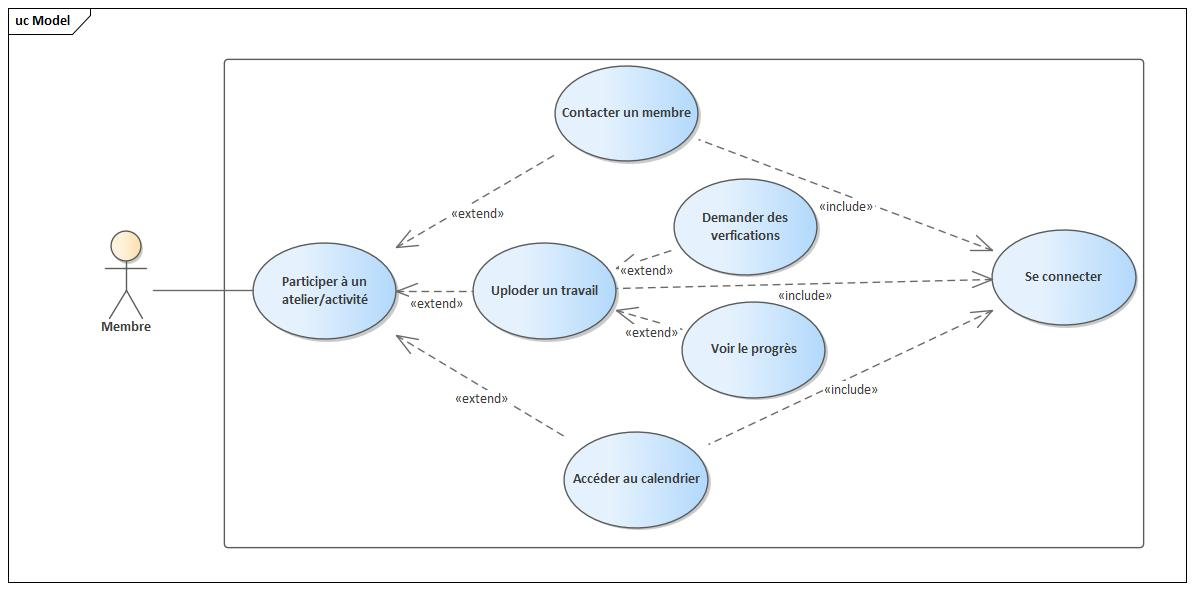 uc Model
Contacter un membre
«extend»
«include»
Demander des
verfications
«extend»
Membre
Participer à un
atelier/activité
«extend»
Uploder un travail
«include»
Se connecter
«extend»
Voir le progrès
«extend»
«include»
Accéder au calendrier